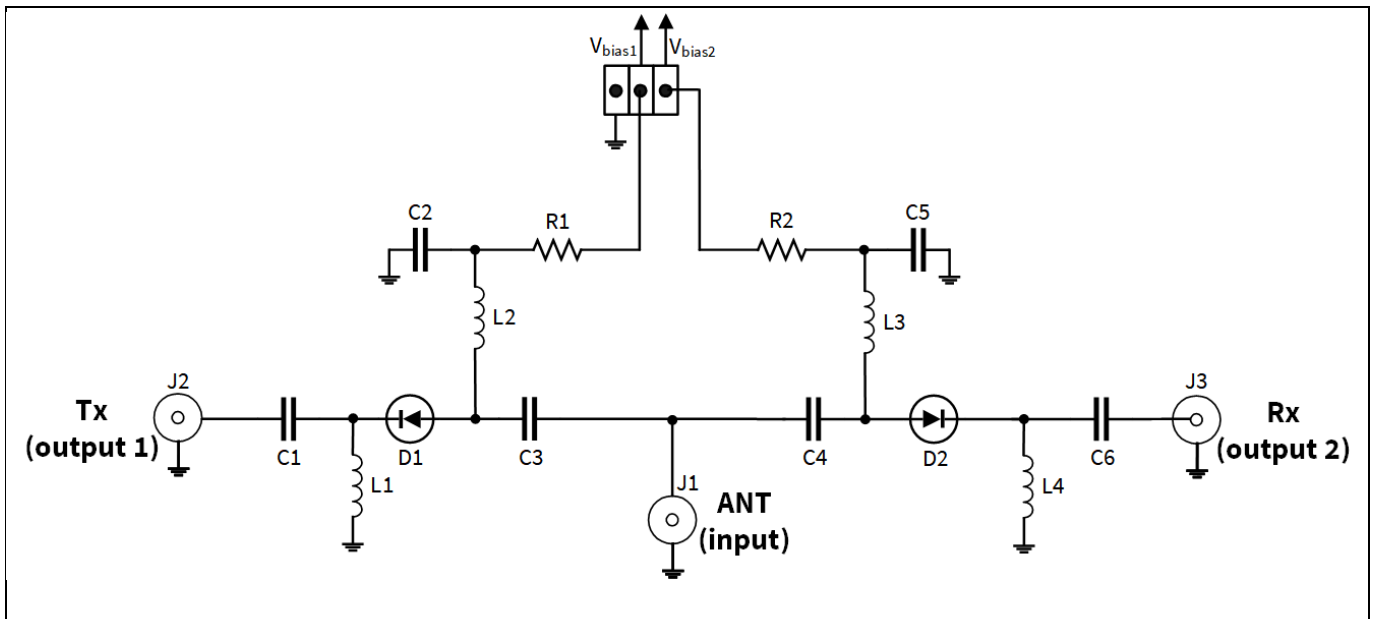 Vbias1 Vbias2
C2 R1 R2 C5
L2 L3
J2 J3
Tx
(output 1)
Rx
(output 2)
C1 D1 C3 C4 D2 C6
L1 L4
J1
ANT
(input)